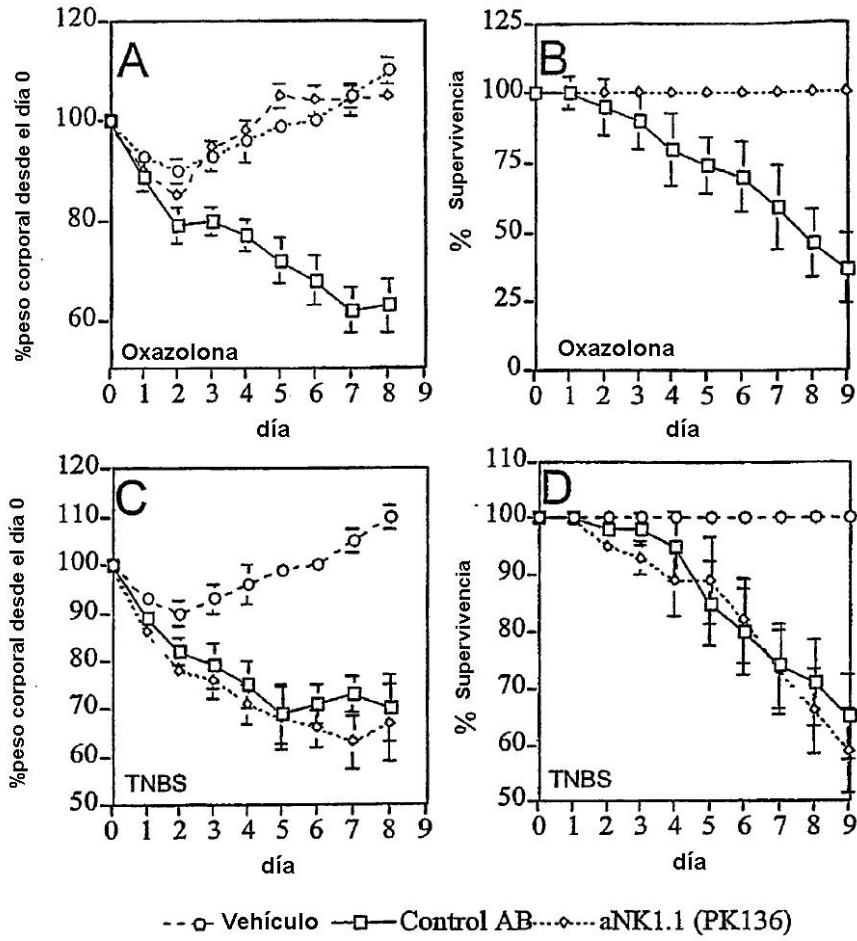 A
%peso corporal desde el día 0
120
100
80
60
Oxazolona
0 1 2 3 4 5 6 7 8 9
día
B
% Supervivencia
125
100
75
50
25
0
Oxazolona
0 1 2 3 4 5 6 7 8 9
día
C
%peso corporal desde el día 0
120
110
100
90
80
70
60
50
TNBS
0 1 2 3 4 5 6 7 8 9
día
D
% Supervivencia
110
100
90
80
70
60
50
TNBS
0 1 2 3 4 5 6 7 8 9
día
Vehículo Control AB aNK1.1 (PK136)